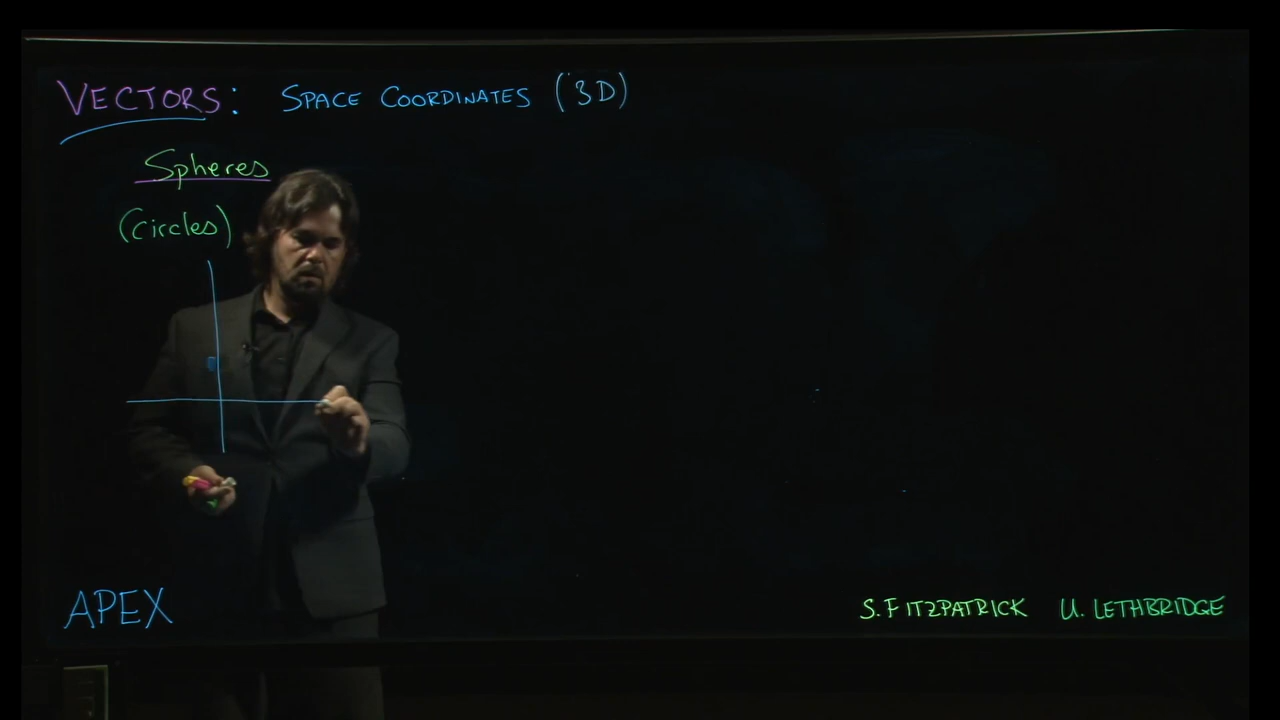 VECTORS: SPACE COORDINATES (3D)
Spheres
(Circles)
APEX
S. FITZPATRICK U. LETHBRIDGE